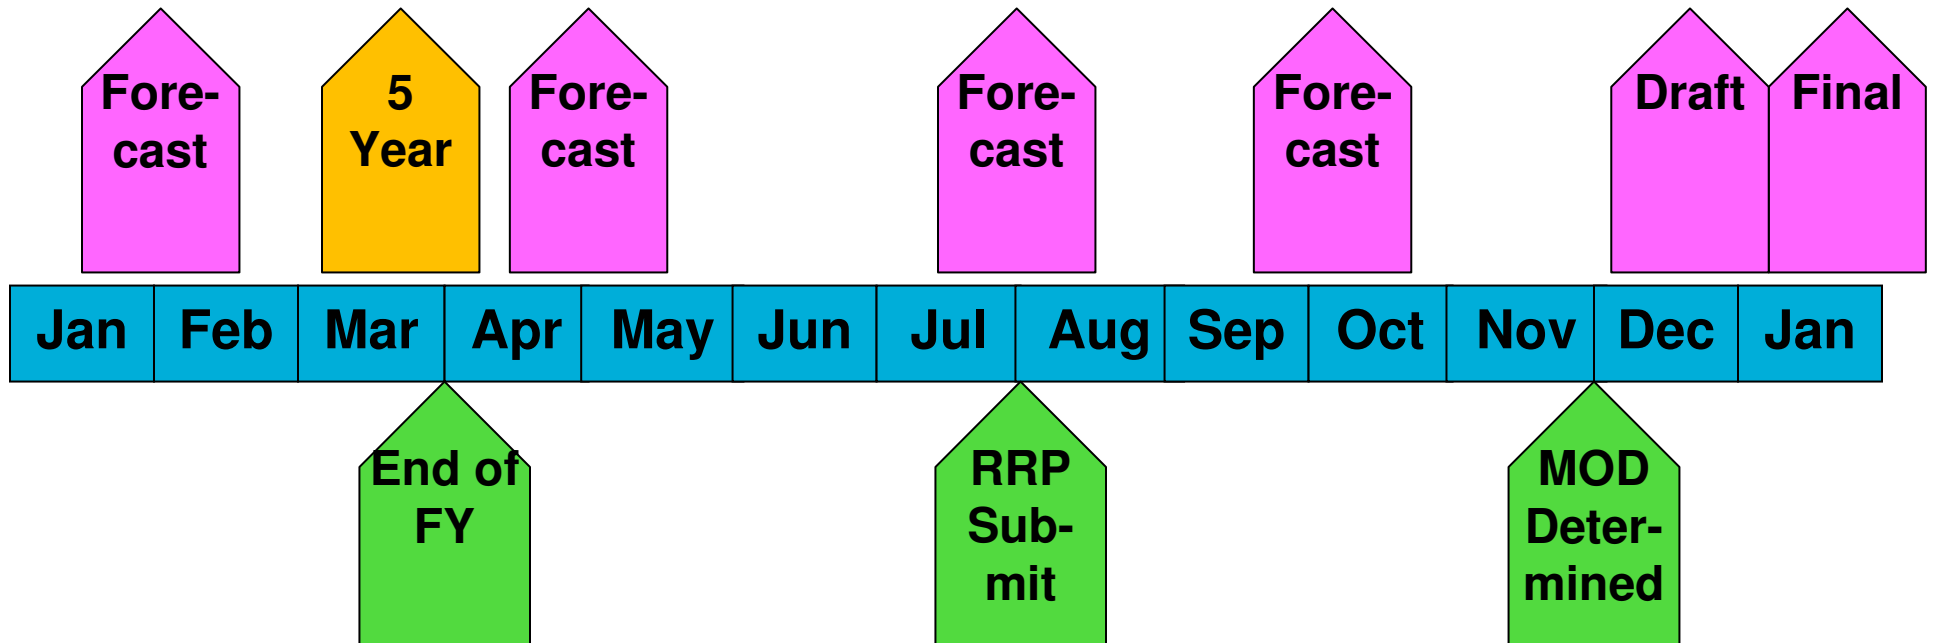 Fore-
cast
5
Year
Fore-
cast
Fore-
cast
Fore-
cast
Draft
Final
Jan Feb Mar Apr May Jun Jul Aug Sep Oct Nov Dec Jan
End of
FY
RRP
Sub-
mit
MOD
Deter-
mined